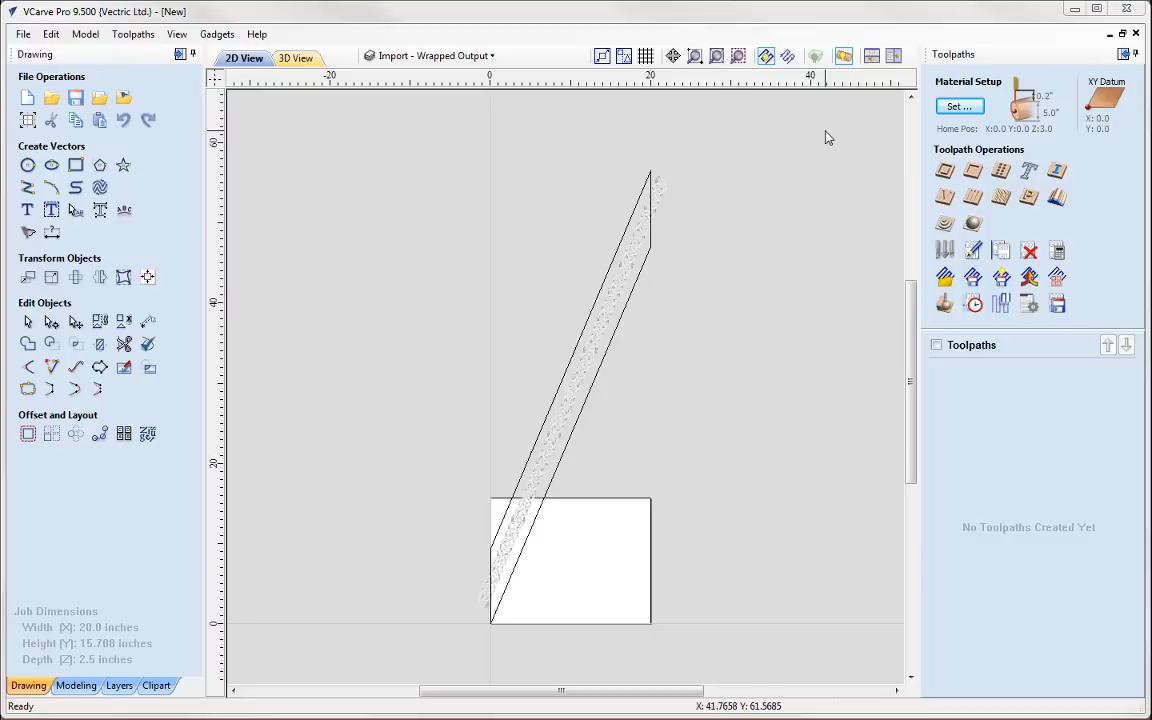 VCarve Pro 9.500 {Vectric Ltd.} - [New]
File Edit Model Toolpaths View Gadgets Help
Drawing
2D View
3D View
Import - Wrapped Output
Toolpaths
-20
0
20
40
File Operations
Create Vectors
Transform Objects
Edit Objects
Offset and Layout
60
40
20
0
Material Setup
Set ...
0.2"
5.0"
XY Datum
X: 0.0
Y: 0.0
Home Pos: X:0.0 Y:0.0 Z:3.0
Toolpath Operations
Toolpaths
No Toolpaths Created Yet
Job Dimensions
Width [X]: 20.0 inches
Height [Y]: 15.708 inches
Depth [Z]: 2.5 inches
Drawing
Modeling
Layers
Clipart
Ready
X: 41.7658 Y: 61.5685